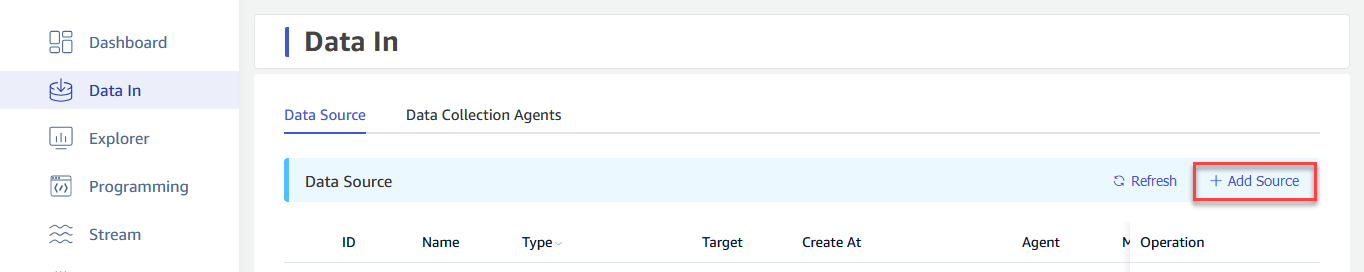 Dashboard
Data In
Explorer
Programming
Stream
Data In
Data Source Data Collection Agents
Data Source Refresh + Add Source
ID Name Type Target Create At Agent Operation